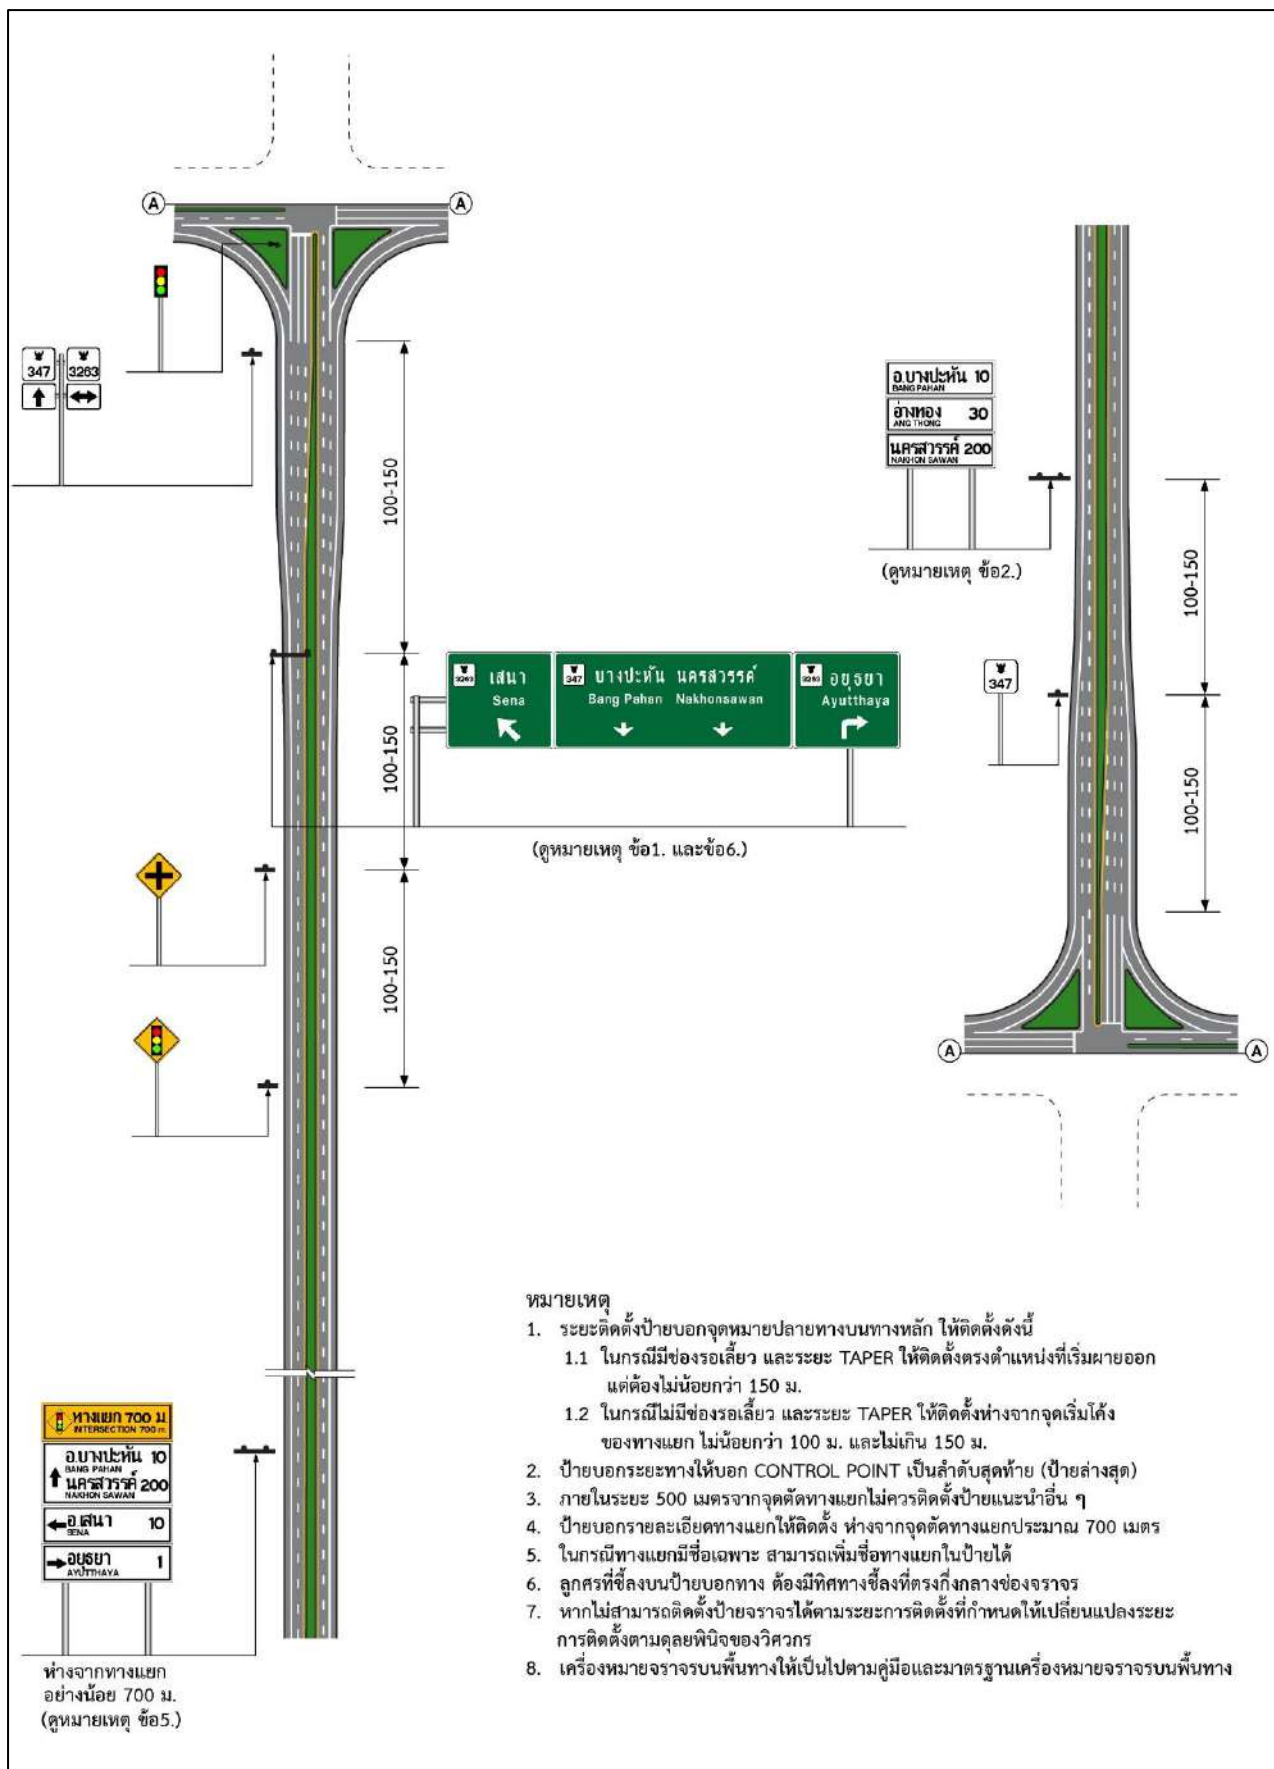 A
A
347
3263
100-150
อ.บางปะหัน 10
BANG PAHAN
อ่างทอง 30
ANG THONG
นครสวรรค์ 200
NAKHON SAWAN
(ดูหมายเหตุ ข้อ2.)
100-150
3263
เสนา
Sena
347
บางปะหัน นครสวรรค์
Bang Pahan Nakhonsawan
3263
อยุธยา
Ayutthaya
100-150
(ดูหมายเหตุ ข้อ1. และข้อ6.)
347
100-150
100-150
A
A
ทางแยก 700 ม
INTERSECTION 700 m
อ.บางปะหัน 10
BANG PAHAN
นครสวรรค์ 200
NAKHON SAWAN
อ.เสนา 10
SENA
อยุธยา 1
AYUTTHAYA
ห่างจากทางแยก
อย่างน้อย 700 ม.
(ดูหมายเหตุ ข้อ5.)
หมายเหตุ
1. ระยะติดตั้งป้ายบอกจุดหมายปลายทางบนทางหลัก ให้ติดตั้งดังนี้
1.1 ในกรณีมีช่องรอเลี้ยว และระยะ TAPER ให้ติดตั้งตรงตำแหน่งที่เริ่มผายออก
แต่ต้องไม่น้อยกว่า 150 ม.
1.2 ในกรณีไม่มีช่องรอเลี้ยว และระยะ TAPER ให้ติดตั้งห่างจากจุดเริ่มโค้ง
ของทางแยก ไม่น้อยกว่า 100 ม. และไม่เกิน 150 ม.
2. ป้ายบอกระยะทางให้บอก CONTROL POINT เป็นลำดับสุดท้าย (ป้ายล่างสุด)
3. ภายในระยะ 500 เมตรจากจุดตัดทางแยกไม่ควรติดตั้งป้ายแนะนำอื่น ๆ
4. ป้ายบอกรายละเอียดทางแยกให้ติดตั้ง ห่างจากจุดตัดทางแยกประมาณ 700 เมตร
5. ในกรณีทางแยกมีชื่อเฉพาะ สามารถเพิ่มชื่อทางแยกในป้ายได้
6. ลูกศรที่ชี้ลงบนป้ายบอกทาง ต้องมีทิศทางชี้ลงที่ตรงกึ่งกลางช่องจราจร
7. หากไม่สามารถติดตั้งป้ายจราจรได้ตามระยะการติดตั้งที่กำหนดให้เปลี่ยนแปลงระยะ
การติดตั้งตามดุลยพินิจของวิศวกร
8. เครื่องหมายจราจรบนพื้นทางให้เป็นไปตามคู่มือและมาตรฐานเครื่องหมายจราจรบนพื้นทาง